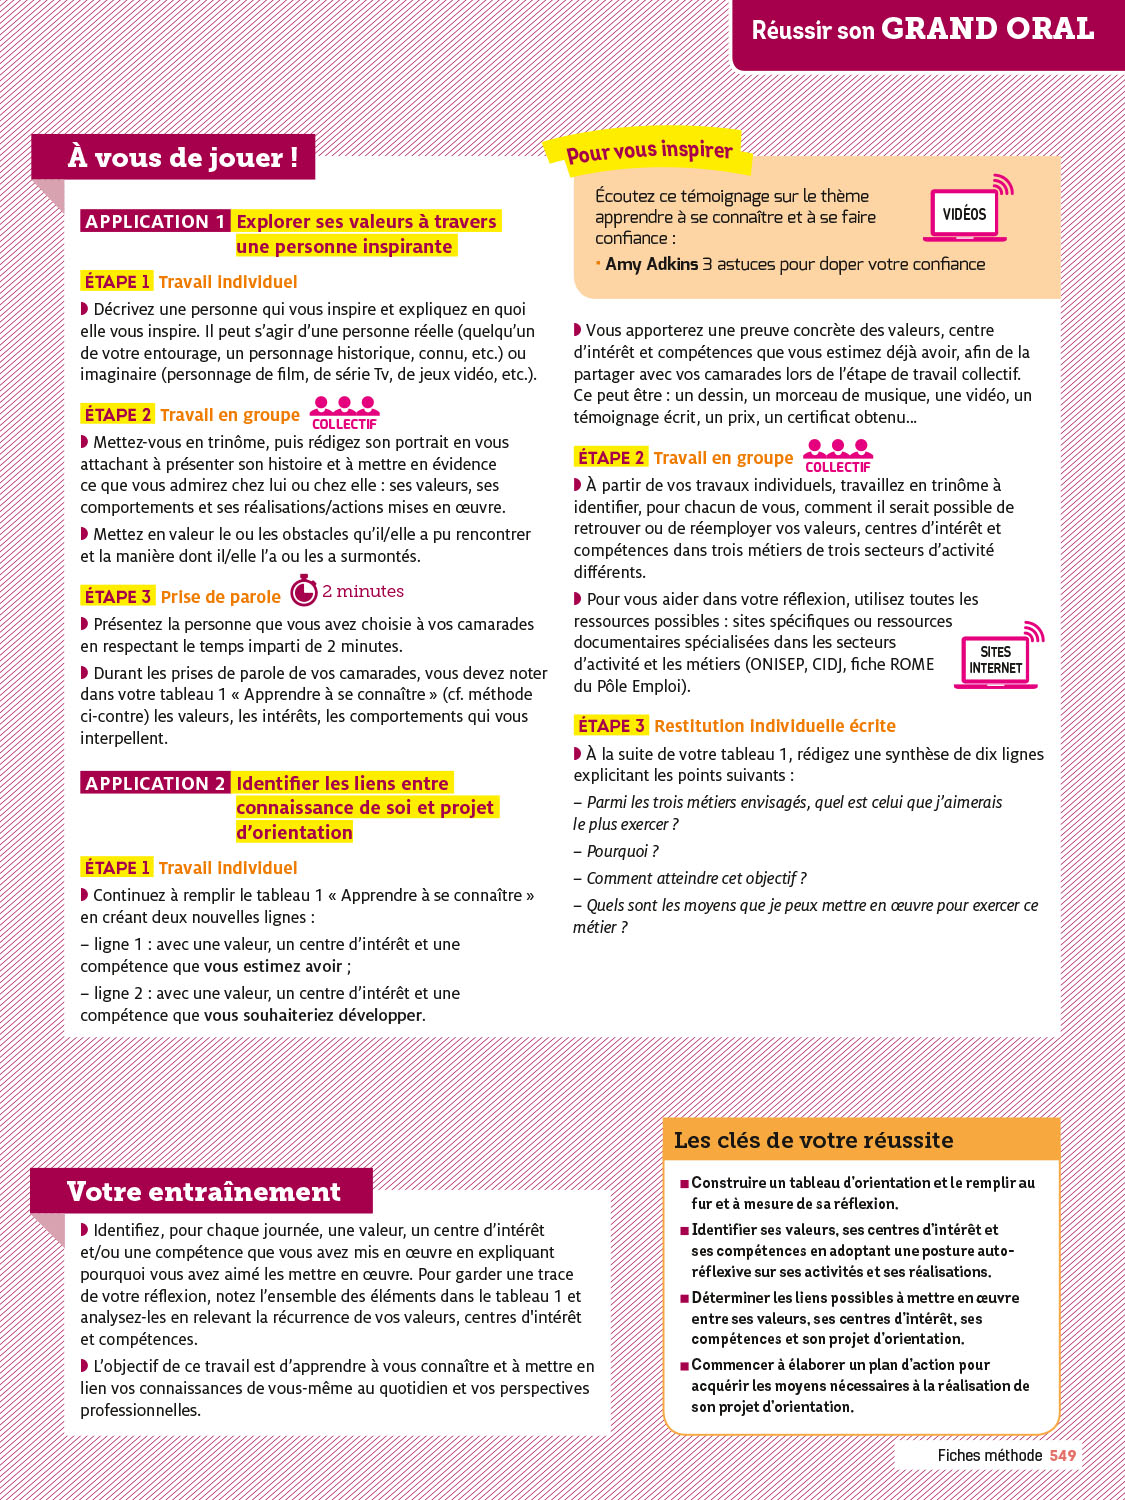 Réussir son GRAND ORAL
À vous de jouer !
APPLICATION 1 Explorer ses valeurs à travers
une personne inspirante
ÉTAPE 1 Travail individuel
Décrivez une personne qui vous inspire et expliquez en quoi
elle vous inspire. Il peut s’agir d’une personne réelle (quelqu’un
de votre entourage, un personnage historique, connu, etc.) ou
imaginaire (personnage de film, de série Tv, de jeux vidéo, etc.).
ÉTAPE 2 Travail en groupe
COLLECTIF
Mettez-vous en trinôme, puis rédigez son portrait en vous
attachant à présenter son histoire et à mettre en évidence
ce que vous admirez chez lui ou chez elle : ses valeurs, ses
comportements et ses réalisations/actions mises en œuvre.
Mettez en valeur le ou les obstacles qu’il/elle a pu rencontrer
et la manière dont il/elle l’a ou les a surmontés.
ÉTAPE 3 Prise de parole 2 minutes
Présentez la personne que vous avez choisie à vos camarades
en respectant le temps imparti de 2 minutes.
Durant les prises de parole de vos camarades, vous devez noter
dans votre tableau 1 « Apprendre à se connaître » (cf. méthode
ci-contre) les valeurs, les intérêts, les comportements qui vous
interpellent.
APPLICATION 2 Identifier les liens entre
connaissance de soi et projet
d’orientation
ÉTAPE 1 Travail individuel
Continuez à remplir le tableau 1 « Apprendre à se connaître »
en créant deux nouvelles lignes :
– ligne 1 : avec une valeur, un centre d’intérêt et une
compétence que vous estimez avoir ;
– ligne 2 : avec une valeur, un centre d’intérêt et une
compétence que vous souhaiteriez développer.
Pour vous inspirer
Écoutez ce témoignage sur le thème
apprendre à se connaître et à se faire
confiance :
• Amy Adkins 3 astuces pour doper votre confiance
VIDÉOS
Vous apporterez une preuve concrète des valeurs, centre
d’intérêt et compétences que vous estimez déjà avoir, afin de la
partager avec vos camarades lors de l’étape de travail collectif.
Ce peut être : un dessin, un morceau de musique, une vidéo, un
témoignage écrit, un prix, un certificat obtenu…
ÉTAPE 2 Travail en groupe
COLLECTIF
À partir de vos travaux individuels, travaillez en trinôme à
identifier, pour chacun de vous, comment il serait possible de
retrouver ou de réemployer vos valeurs, centres d’intérêt et
compétences dans trois métiers de trois secteurs d’activité
différents.
Pour vous aider dans votre réflexion, utilisez toutes les
ressources possibles : sites spécifiques ou ressources
documentaires spécialisées dans les secteurs
d’activité et les métiers (ONISEP, CIDJ, fiche ROME
du Pôle Emploi).
SITES
INTERNET
ÉTAPE 3 Restitution individuelle écrite
À la suite de votre tableau 1, rédigez une synthèse de dix lignes
explicitant les points suivants :
– Parmi les trois métiers envisagés, quel est celui que j’aimerais
le plus exercer ?
– Pourquoi ?
– Comment atteindre cet objectif ?
– Quels sont les moyens que je peux mettre en œuvre pour exercer ce
métier ?
Votre entraînement
Identifiez, pour chaque journée, une valeur, un centre d’intérêt
et/ou une compétence que vous avez mis en œuvre en expliquant
pourquoi vous avez aimé les mettre en œuvre. Pour garder une trace
de votre réflexion, notez l’ensemble des éléments dans le tableau 1 et
analysez-les en relevant la récurrence de vos valeurs, centres d'intérêt
et compétences.
L’objectif de ce travail est d’apprendre à vous connaître et à mettre en
lien vos connaissances de vous-même au quotidien et vos perspectives
professionnelles.
Les clés de votre réussite
■ Construire un tableau d’orientation et le remplir au
fur et à mesure de sa réflexion.
■ Identifier ses valeurs, ses centres d’intérêt et
ses compétences en adoptant une posture auto-
réflexive sur ses activités et ses réalisations.
■ Déterminer les liens possibles à mettre en œuvre
entre ses valeurs, ses centres d’intérêt, ses
compétences et son projet d’orientation.
■ Commencer à élaborer un plan d’action pour
acquérir les moyens nécessaires à la réalisation de
son projet d’orientation.
Fiches méthode 549